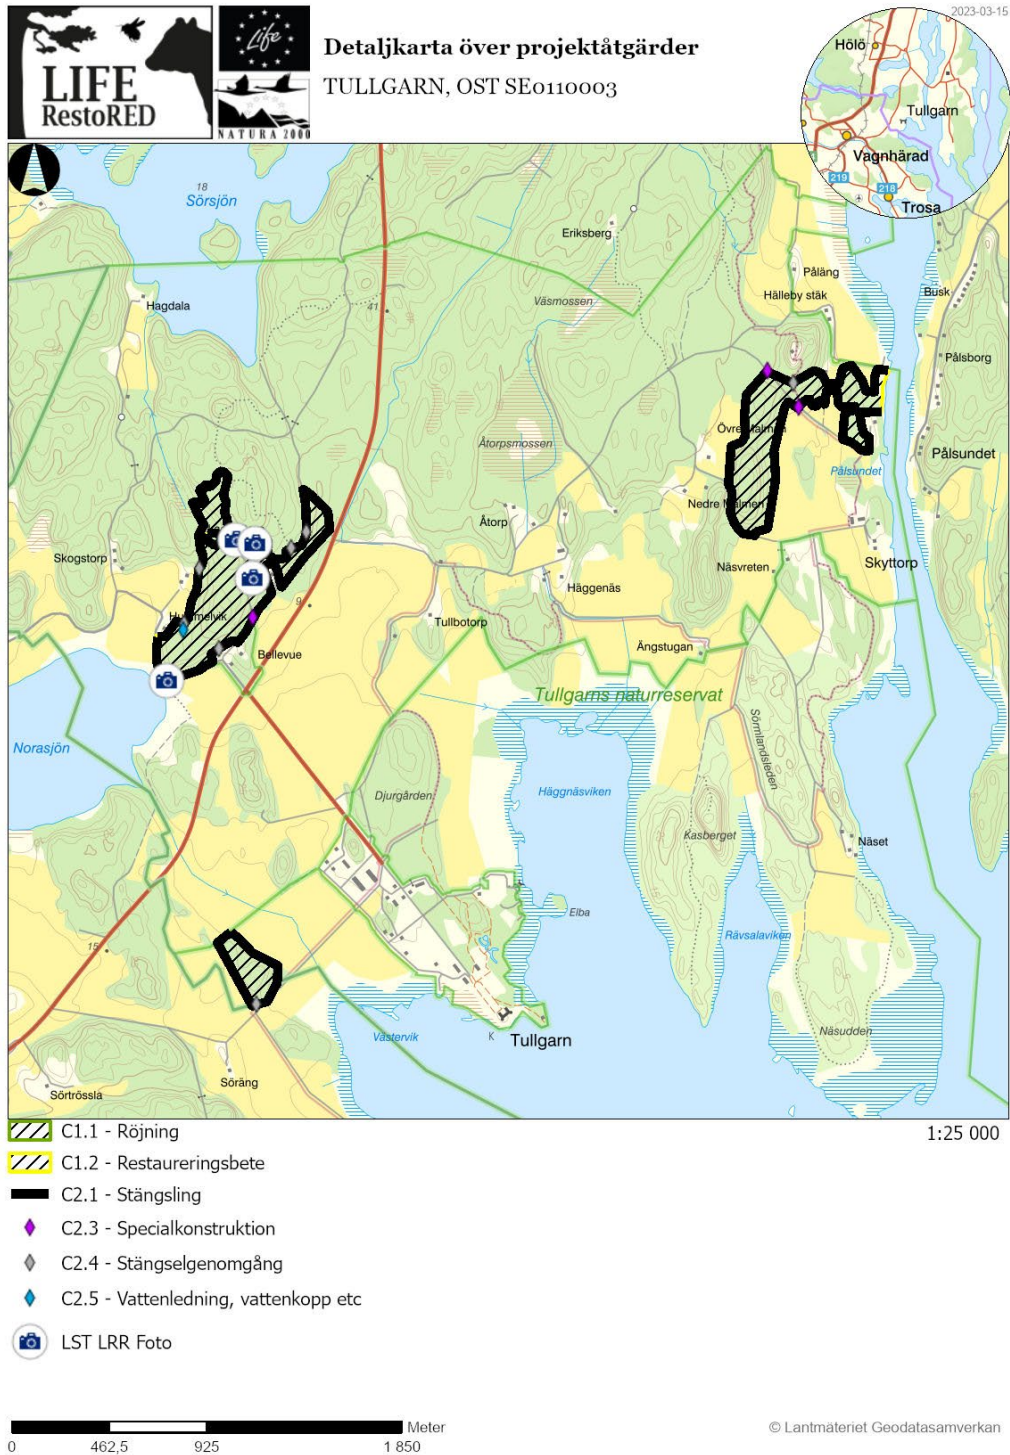 2023-03-15
LIFE
RestoRED
Life
NATURA 2000
Detaljkarta över projektåtgärder
TULLGARN, OST SE0110003
Hölö
Tullgarn
Vagnhärad
219
218
Trosa
18
Sörsjön
Eriksberg
Påläng
Busk
Hagdala
Väsmossen
Hälleby stäk
41
Pålsborg
Åtorpsmossen
Pålsundet
Pålsundet
Nedre Malmen
Åtorp
Skogstorp
Näsvreten
Skyttorp
Häggenäs
9
Tullbotorp
Ängstugan
Bellevue
Tullgarns naturreservat
Norasjön
Sörmlandsleden
Djurgården
Häggnäsviken
Kasberget
Näset
Elba
Rävsalaviken
15
Västervik
K
Tullgarn
Näsudden
Söräng
Sörtrössla
C1.1 - Röjning
1:25 000
C1.2 - Restaureringsbete
C2.1 - Stängsling
C2.3 - Specialkonstruktion
C2.4 - Stängselgenomgång
C2.5 - Vattenledning, vattenkopp etc
LST LRR Foto
Meter
0 462,5 925 1 850
© Lantmäteriet Geodatasamverkan